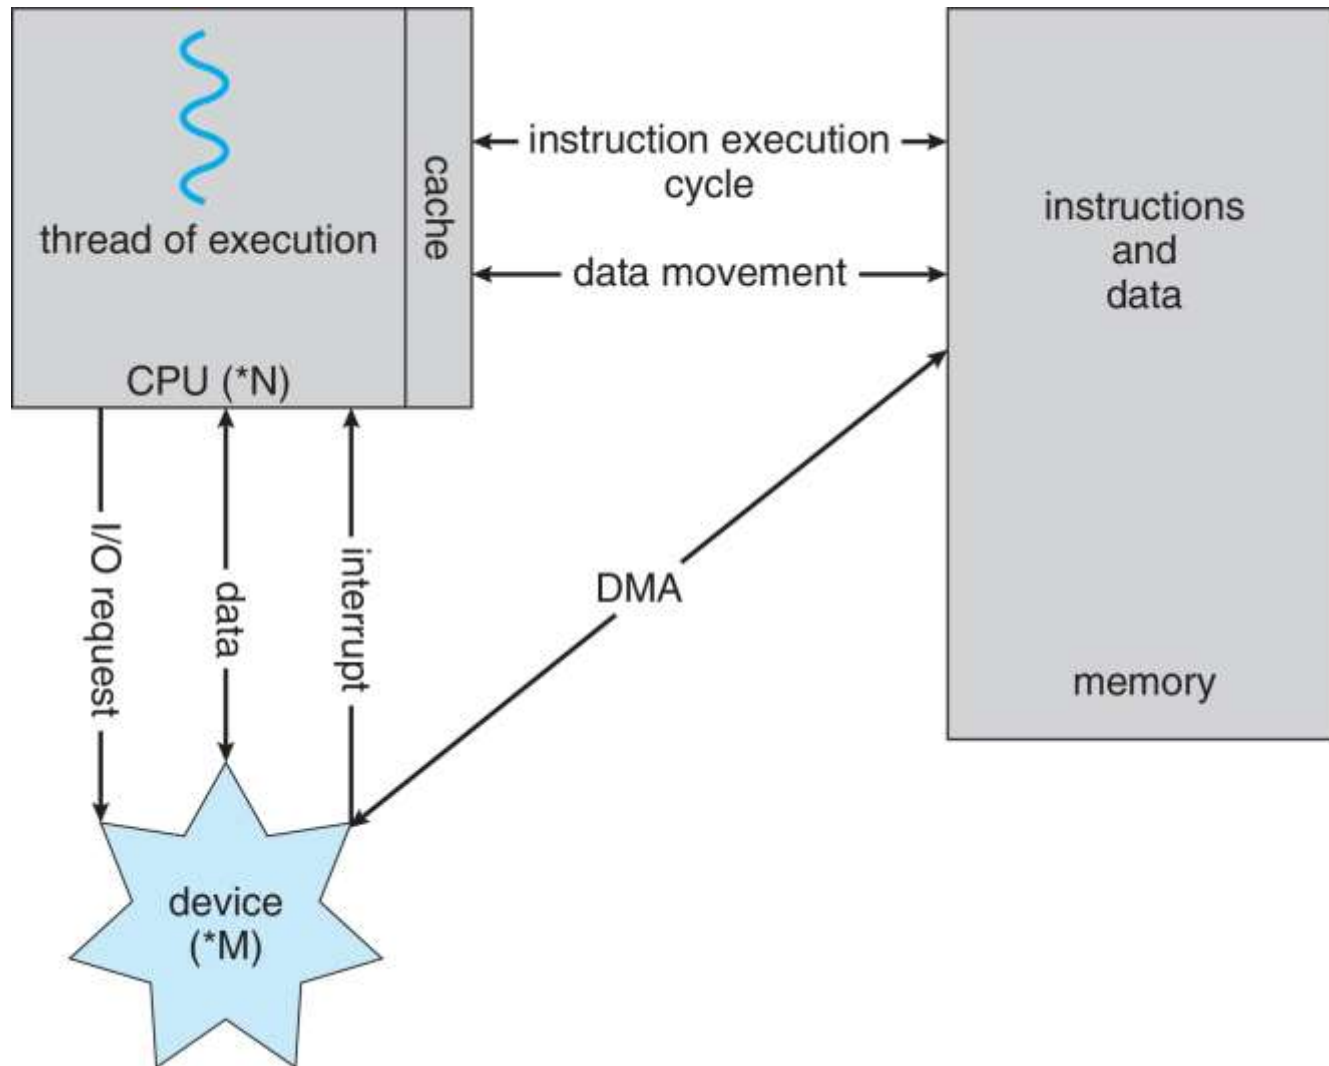 thread of execution
CPU (*N)
cache
instruction execution
cycle
data movement
instructions
and
data
memory
I/O request
data
interrupt
DMA
device
(*M)